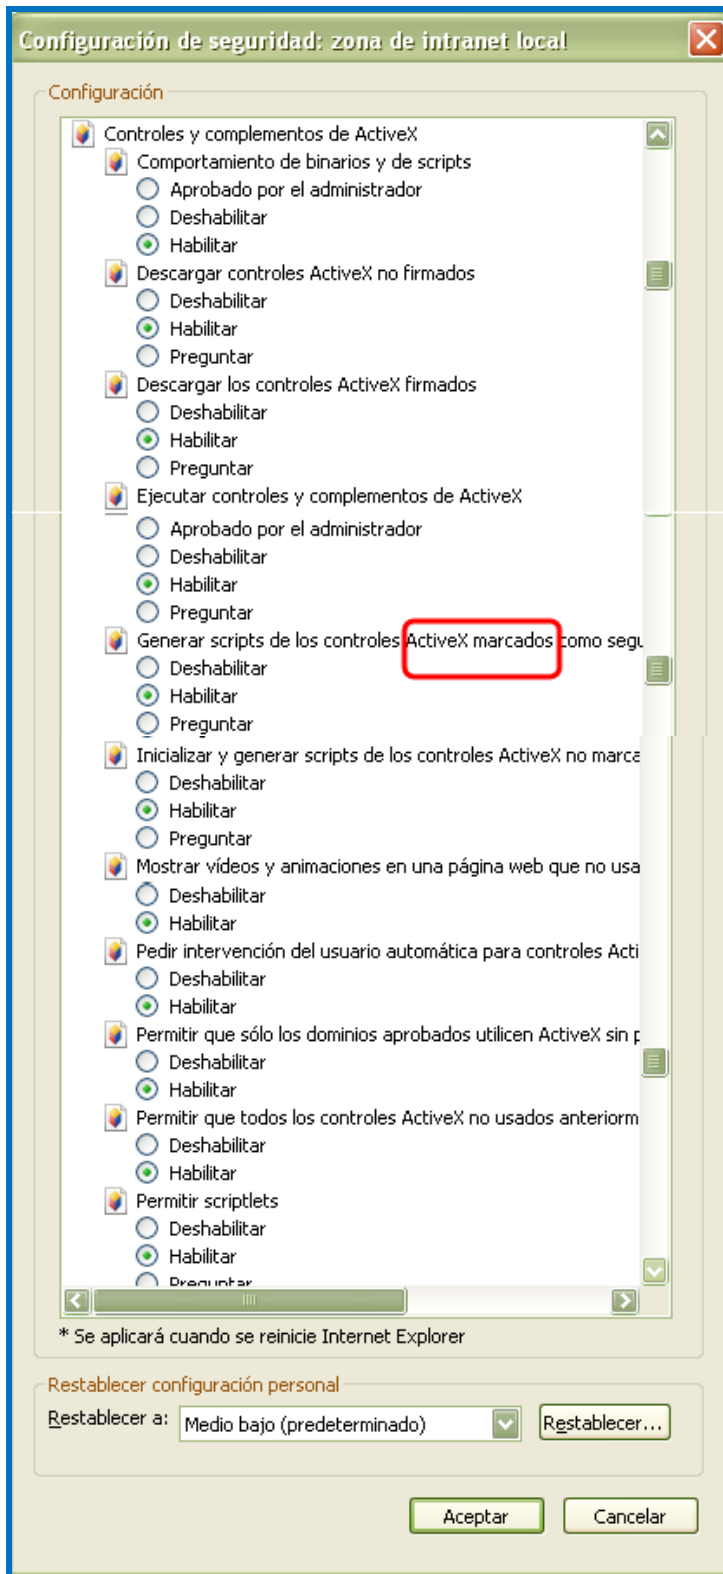 Configuración de seguridad: zona de intranet local
Configuración
Controles y complementos de ActiveX
Comportamiento de binarios y de scripts
Aprobado por el administrador
Deshabilitar
Habilitar
Descargar controles ActiveX no firmados
Deshabilitar
Habilitar
Preguntar
Descargar los controles ActiveX firmados
Deshabilitar
Habilitar
Preguntar
Ejecutar controles y complementos de ActiveX
Aprobado por el administrador
Deshabilitar
Habilitar
Preguntar
Generar scripts de los controles ActiveX marcados como segu
Deshabilitar
Habilitar
Preguntar
Inicializar y generar scripts de los controles ActiveX no marca
Deshabilitar
Habilitar
Preguntar
Mostrar vídeos y animaciones en una página web que no usa
Deshabilitar
Habilitar
Pedir intervención del usuario automática para controles Acti
Deshabilitar
Habilitar
Permitir que sólo los dominios aprobados utilicen ActiveX sin p
Deshabilitar
Habilitar
Permitir que todos los controles ActiveX no usados anteriorm
Deshabilitar
Habilitar
Permitir scriptlets
Deshabilitar
Habilitar
Preguntar
* Se aplicará cuando se reinicie Internet Explorer
Restablecer configuración personal
Restablecer a: Medio bajo (predeterminado) Restablecer...
Aceptar Cancelar